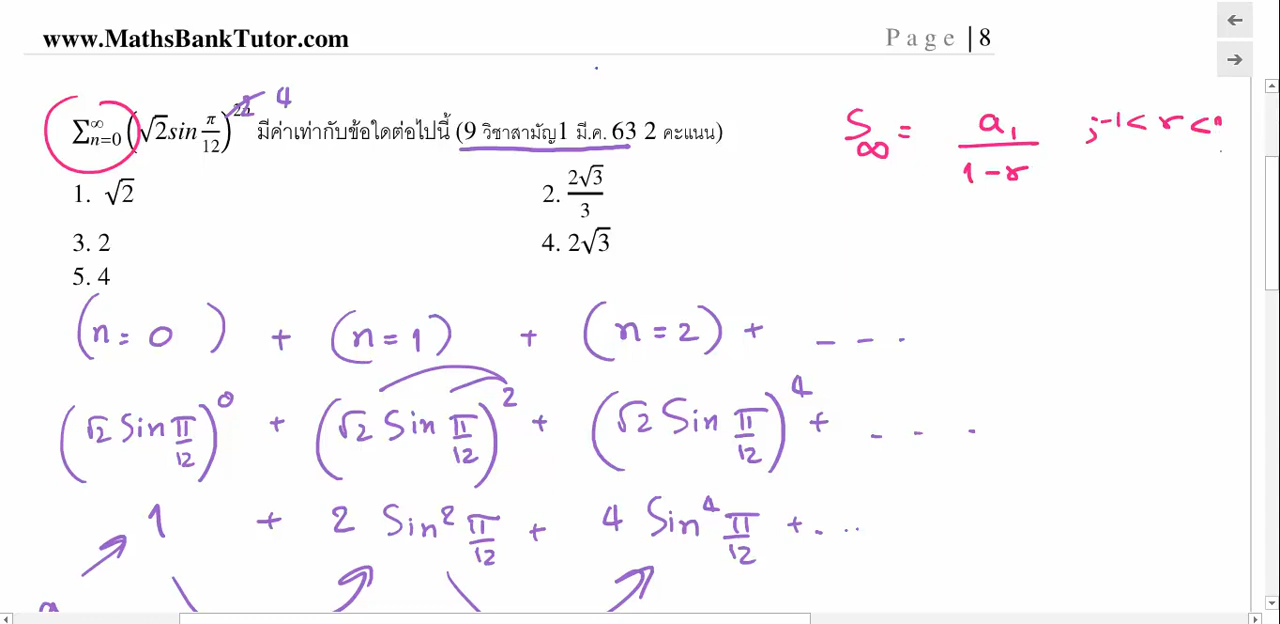 www.MathsBankTutor.com
Page |8
∑_{n=0}^{∞} (√2 sin π/12)^{2n} มีค่าเท่ากับข้อใดต่อไปนี้ (9 วิชาสามัญ1 มี.ค. 63 2 คะแนน)
4
S∞ = a₁/(1-r) ; -1 < r <
1. √2
2. 2√3/3
3. 2
4. 2√3
5. 4
(n = 0) + (n = 1) + (n = 2) + - - -
(√2 Sin π/12)^0 + (√2 Sin π/12)^2 + (√2 Sin π/12)^4 + - - -
1 + 2 Sin² π/12 + 4 Sin⁴ π/12 + . . .